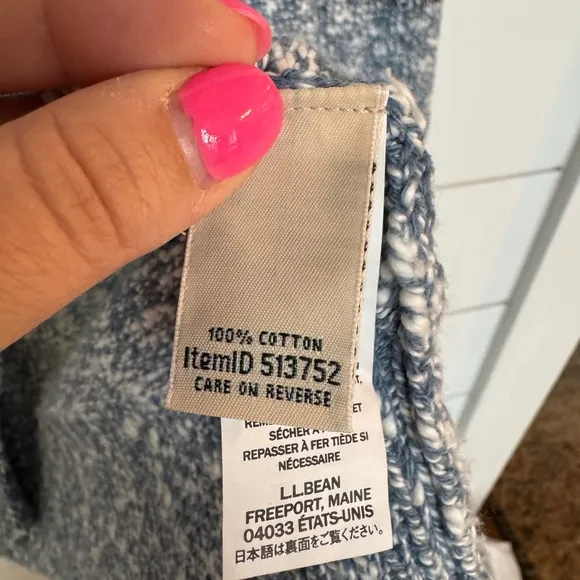 100% COTTON
ItemID 513752
CARE ON REVERSE
ET
SÉCHER À
REPASSER À FER TIÈDE SI
NÉCESSAIRE
L.L.BEAN
FREEPORT, MAINE
04033 ÉTATS-UNIS
日本語は裏面をご覧ください。